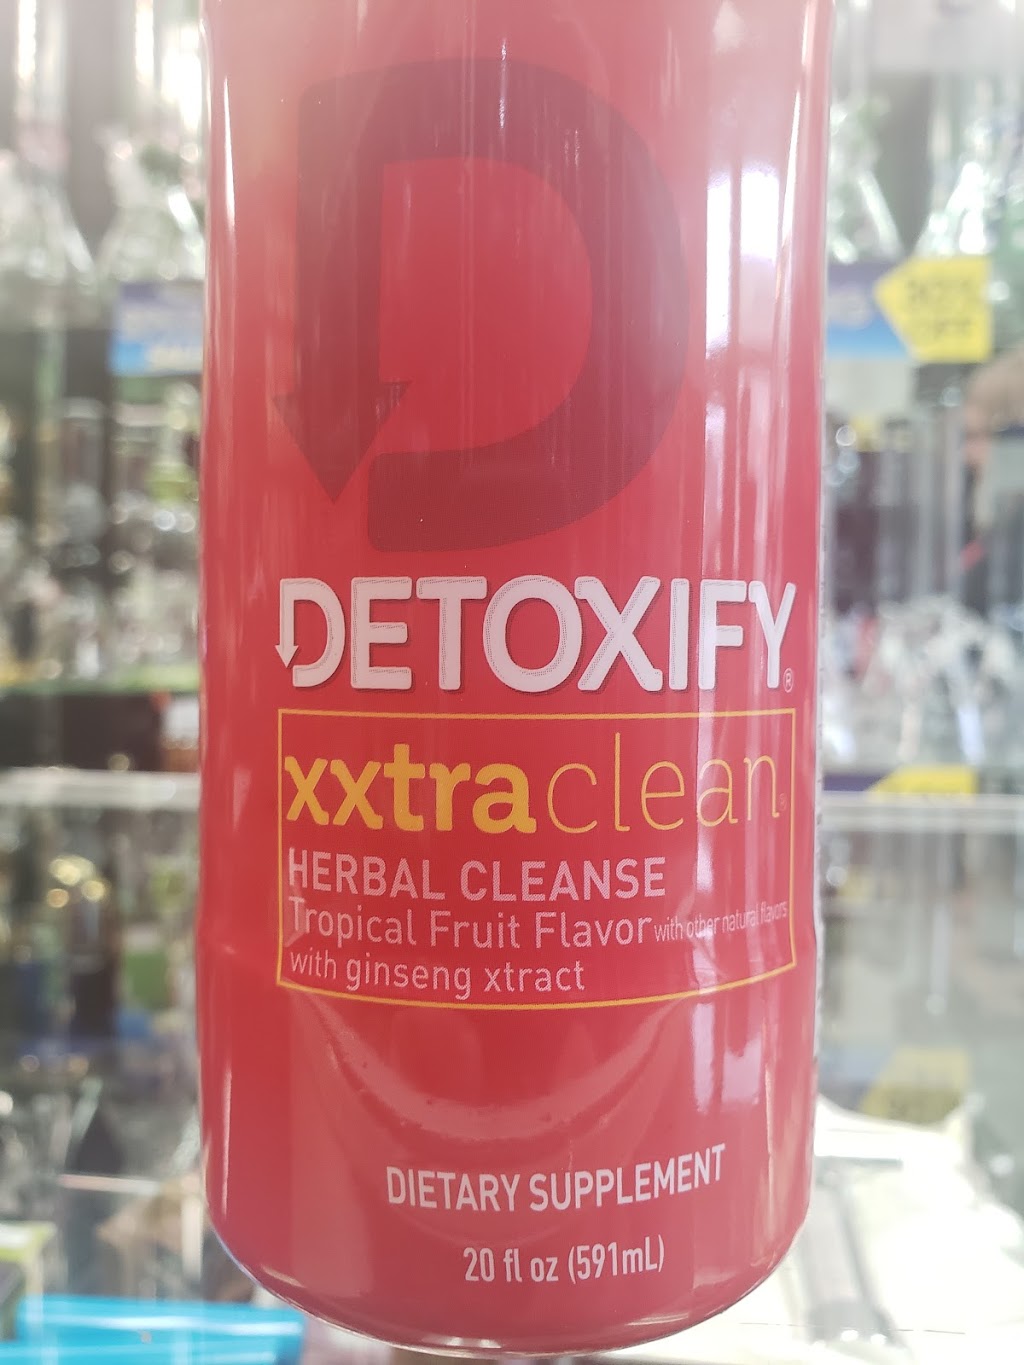 DETOXIFY®
xxtraclean®
HERBAL CLEANSE
Tropical Fruit Flavor with other natural flavors
with ginseng xtract
DIETARY SUPPLEMENT
20 fl oz (591mL)